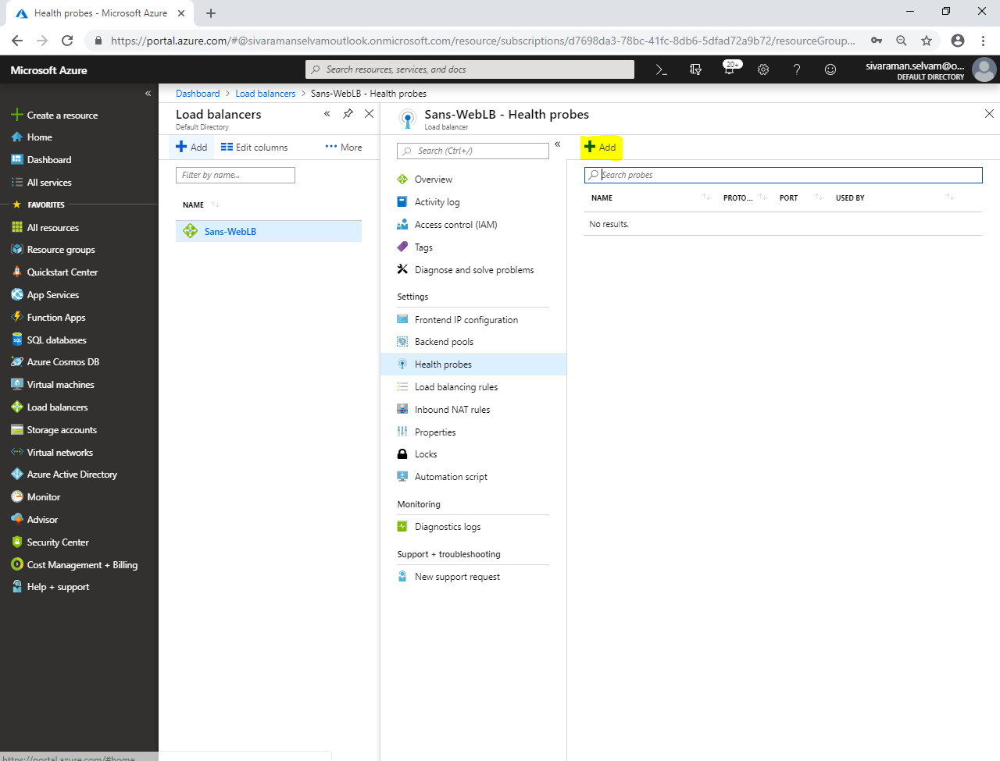 Health probes - Microsoft Azure
https://portal.azure.com/#@sivaramanselvamoutlook.onmicrosoft.com/resource/subscriptions/d7698da3-78bc-41fc-8db6-5dfad72a9b72/resourceGroup...
Microsoft Azure
Search resources, services, and docs
20+
sivaraman.selvam@o...
DEFAULT DIRECTORY
Create a resource
Home
Dashboard
All services
FAVORITES
All resources
Resource groups
Quickstart Center
App Services
Function Apps
SQL databases
Azure Cosmos DB
Virtual machines
Load balancers
Storage accounts
Virtual networks
Azure Active Directory
Monitor
Advisor
Security Center
Cost Management + Billing
Help + support
https://portal.azure.com/#home
Dashboard > Load balancers > Sans-WebLB - Health probes
Load balancers
Default Directory
Add
Edit columns
More
Filter by name...
NAME
Sans-WebLB
Sans-WebLB - Health probes
Load balancer
Search (Ctrl+/)
Overview
Activity log
Access control (IAM)
Tags
Diagnose and solve problems
Settings
Frontend IP configuration
Backend pools
Health probes
Load balancing rules
Inbound NAT rules
Properties
Locks
Automation script
Monitoring
Diagnostics logs
Support + troubleshooting
New support request
Add
Search probes
NAME PROTO... PORT USED BY
No results.